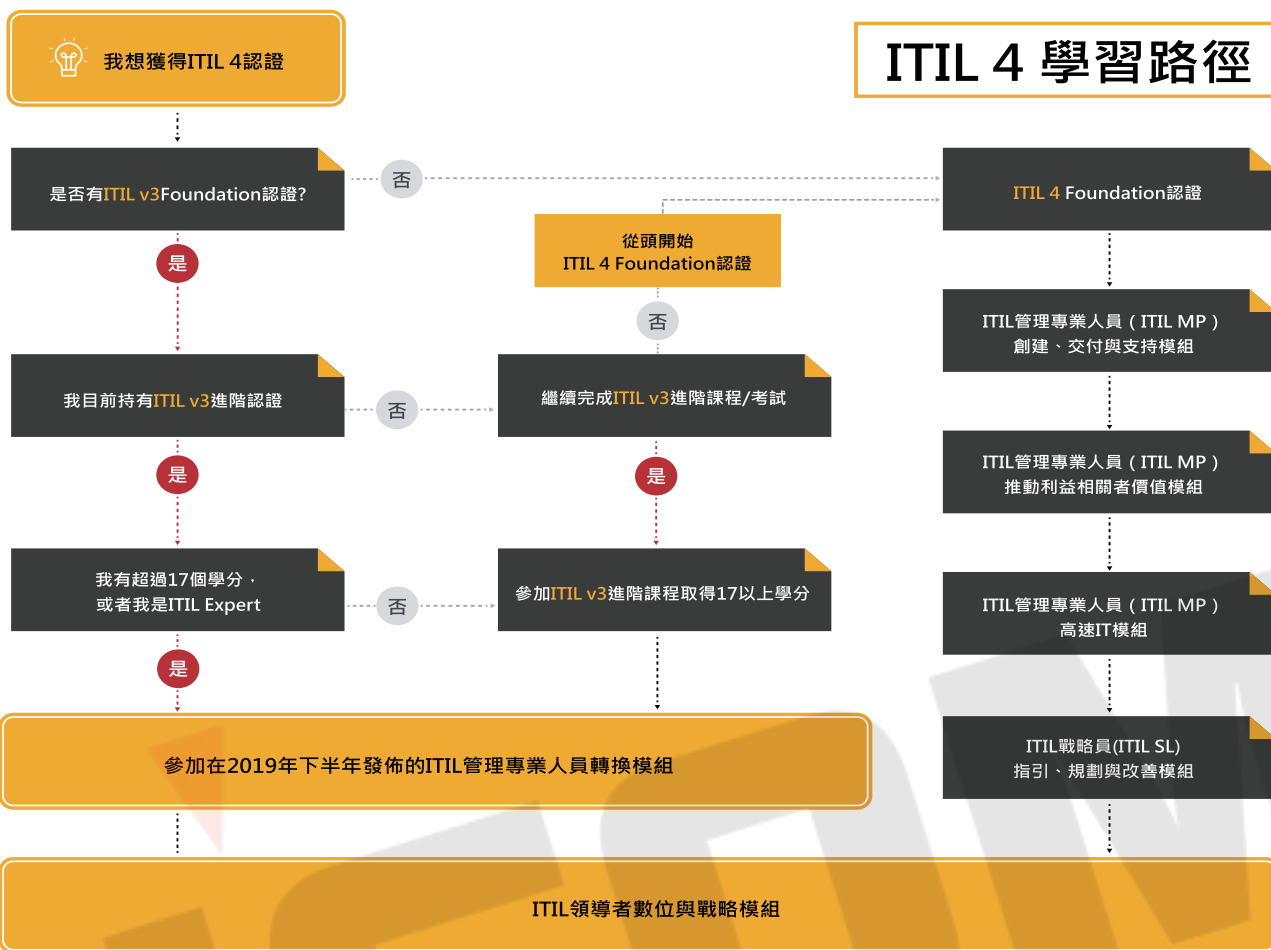 我想獲得ITIL 4認證
ITIL 4 學習路徑
是否有ITIL v3Foundation認證?
否
ITIL 4 Foundation認證
從頭開始
ITIL 4 Foundation認證
是
否
ITIL管理專業人員（ITIL MP）
創建、交付與支持模組
我目前持有ITIL v3進階認證
否
繼續完成ITIL v3進階課程/考試
ITIL管理專業人員（ITIL MP）
推動利益相關者價值模組
是
是
我有超過17個學分，
或者我是ITIL Expert
否
參加ITIL v3進階課程取得17以上學分
ITIL管理專業人員（ITIL MP）
高速IT模組
是
參加在2019年下半年發佈的ITIL管理專業人員轉換模組
ITIL戰略員(ITIL SL)
指引、規劃與改善模組
ITIL領導者數位與戰略模組